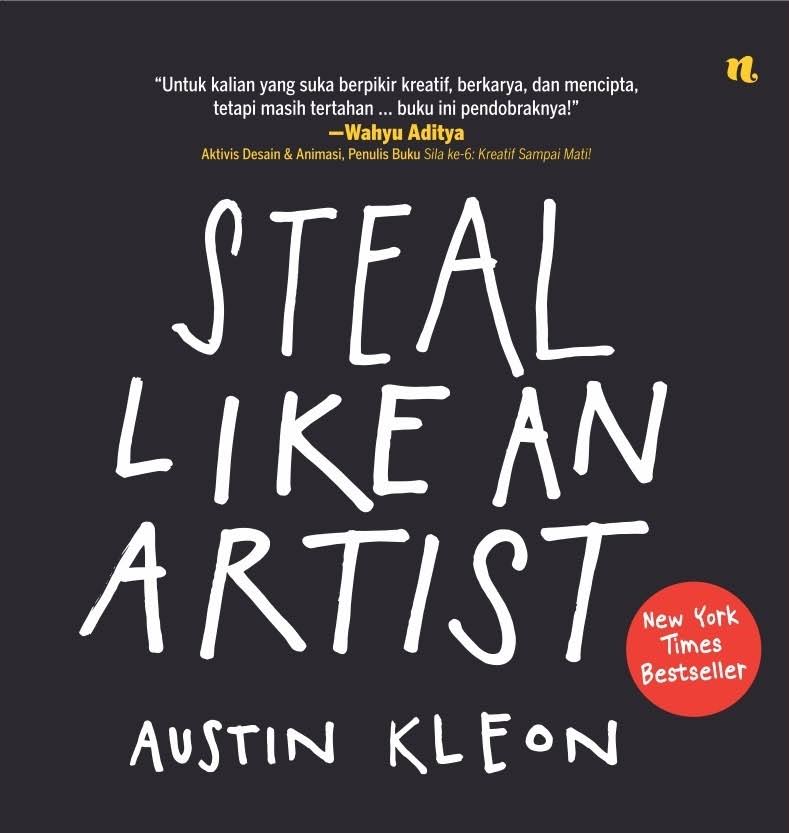 n
“Untuk kalian yang suka berpikir kreatif, berkarya, dan mencipta,
tetapi masih tertahan ... buku ini pendobraknya!”
—Wahyu Aditya
Aktivis Desain & Animasi, Penulis Buku Sila ke-6: Kreatif Sampai Mati!
STEAL
LIKE AN
ARTIST
New York
Times
Bestseller
AUSTIN KLEON